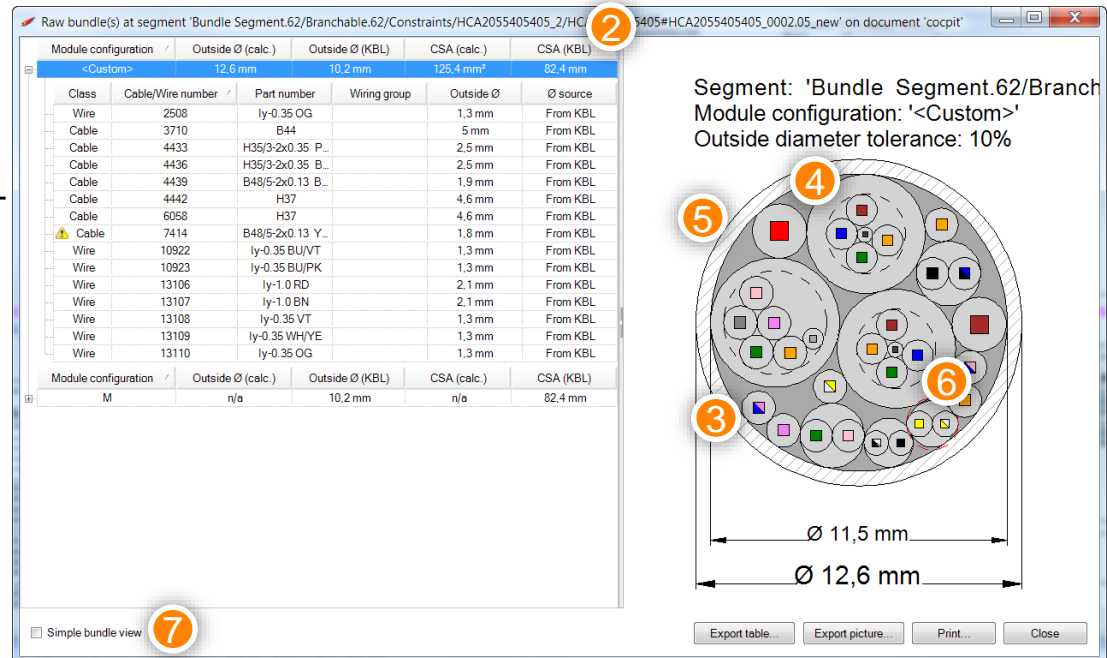 Raw bundle(s) at segment 'Bundle Segment.62/Branchable.62/Constraints/HCA2055405405_2/HCA 5405#HCA2055405405_0002.05_new' on document 'cocpit'
2
Module configuration Outside Ø (calc.) Outside Ø (KBL) CSA (calc.) CSA (KBL)
<Custom> 12,6 mm 10,2 mm 125,4 mm² 82,4 mm
Class Cable/Wire number Part number Wiring group Outside Ø Ø source
Wire 2508 Iy-0.35 OG 1,3 mm From KBL
Cable 3710 B44 5 mm From KBL
Cable 4433 H35/3-2x0.35 P... 2,5 mm From KBL
Cable 4436 H35/3-2x0.35 B... 2,5 mm From KBL
Cable 4439 B48/5-2x0.13 B... 1,9 mm From KBL
Cable 4442 H37 4,6 mm From KBL
Cable 6058 H37 4,6 mm From KBL
Cable 7414 B48/5-2x0.13 Y... 1,8 mm From KBL
Wire 10922 Iy-0.35 BU/VT 1,3 mm From KBL
Wire 10923 Iy-0.35 BU/PK 1,3 mm From KBL
Wire 13106 Iy-1.0 RD 2,1 mm From KBL
Wire 13107 Iy-1.0 BN 2,1 mm From KBL
Wire 13108 Iy-0.35 VT 1,3 mm From KBL
Wire 13109 Iy-0.35 WH/YE 1,3 mm From KBL
Wire 13110 Iy-0.35 OG 1,3 mm From KBL
Module configuration Outside Ø (calc.) Outside Ø (KBL) CSA (calc.) CSA (KBL)
M n/a 10,2 mm n/a 82,4 mm
Segment: 'Bundle Segment.62/Branch
Module configuration: '<Custom>'
Outside diameter tolerance: 10%
4
5
6
3
Ø 11,5 mm
Ø 12,6 mm
Simple bundle view
7
Export table... Export picture... Print... Close